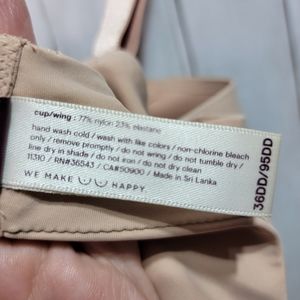 cup/wing: 77% nylon 23% elastane
hand wash cold / wash with like colors / non-chlorine bleach
only / remove promptly / do not wring / do not tumble dry /
line dry in shade / do not iron / do not dry clean
11310 / RN#36543 / CA#50900 / Made in Sri Lanka
WE MAKE HAPPY.
36DD/95DD